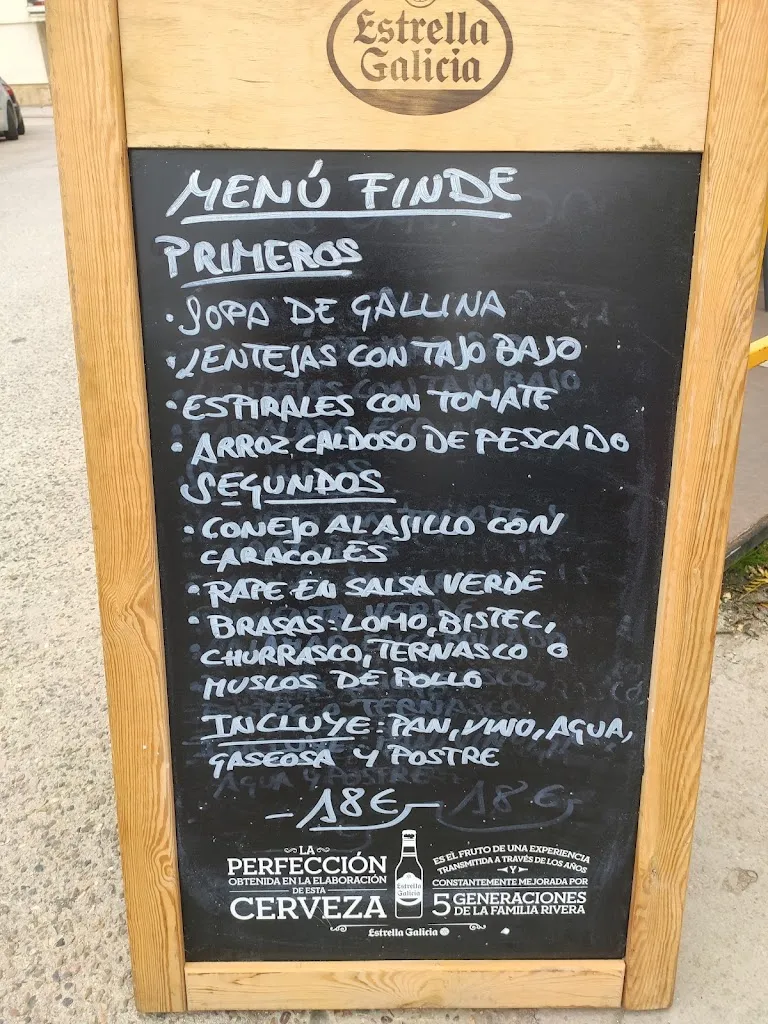 Estrella
Galicia
MENÚ FINDE
PRIMEROS
• SOPA DE GALLINA
• LENTEJAS CON TAJO BAJO
• ESPIRALES CON TOMATE
• ARROZ CALDOSO DE PESCADO
SEGUNDOS
• CONEJO AL AJILLO CON
CARACOLES
• RAPE EN SALSA VERDE
• BRASAS: LOMO, BISTEC,
CHURRASCO, TERNASCO O
MUSLOS DE POLLO
INCLUYE: PAN, VINO, AGUA,
GASEOSA Y POSTRE
- 18€ -
LA
PERFECCIÓN
OBTENIDA EN LA ELABORACIÓN
DE ESTA
CERVEZA
Estrella
Galicia
ES EL FRUTO DE UNA EXPERIENCIA
TRANSMITIDA A TRAVÉS DE LOS AÑOS
Y
CONSTANTEMENTE MEJORADA POR
5 GENERACIONES
DE LA FAMILIA RIVERA
Estrella Galicia